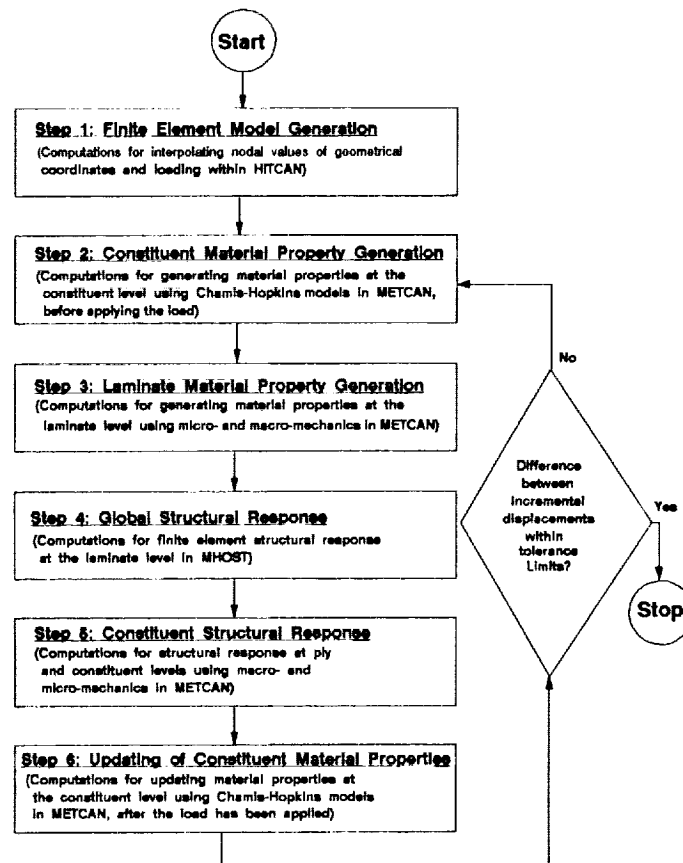 Start
Step 1: Finite Element Model Generation
(Computations for interpolating nodal values of geometrical
coordinates and loading within HITCAN)
Step 2: Constituent Material Property Generation
(Computations for generating material properties at the
constituent level using Chamis-Hopkins models in METCAN,
before applying the load)
Step 3: Laminate Material Property Generation
(Computations for generating material properties at the
laminate level using micro- and macro-mechanics in METCAN)
Step 4: Global Structural Response
(Computations for finite element structural response
at the laminate level in MHOST)
Step 5: Constituent Structural Response
(Computations for structural response at ply
and constituent levels using macro- and
micro-mechanics in METCAN)
Step 6: Updating of Constituent Material Properties
(Computations for updating material properties at
the constituent level using Chamis-Hopkins models
in METCAN, after the load has been applied)
No
Difference
between
incremental
displacements
within
tolerance
Limits?
Yes
Stop